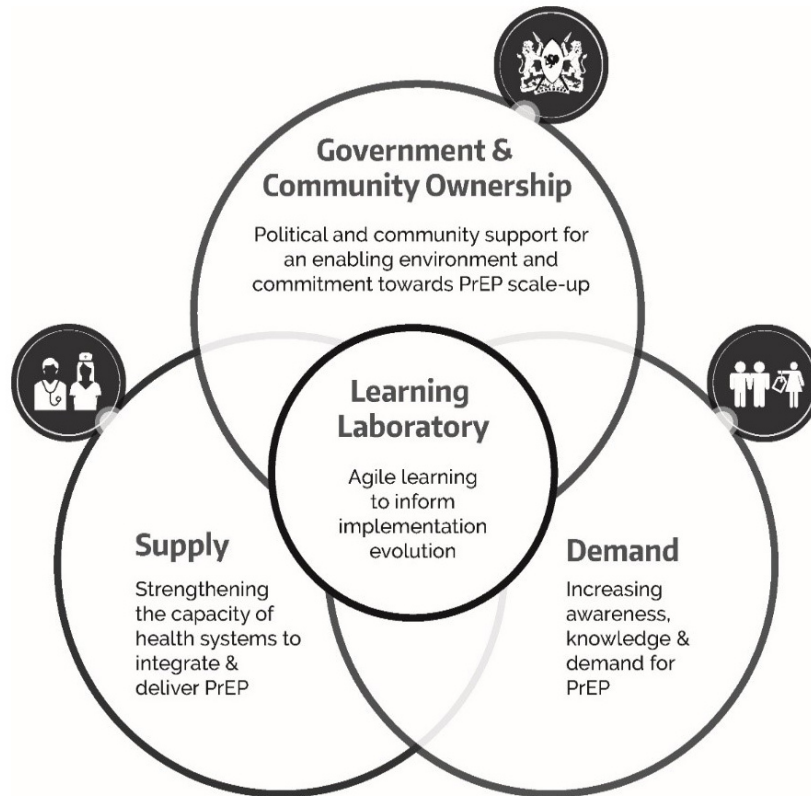 Government &
Community Ownership
Political and community support for
an enabling environment and
commitment towards PrEP scale-up
Learning
Laboratory
Agile learning
to inform
implementation
evolution
Supply
Strengthening
the capacity of
health systems to
integrate &
deliver PrEP
Demand
Increasing
awareness,
knowledge &
demand for
PrEP